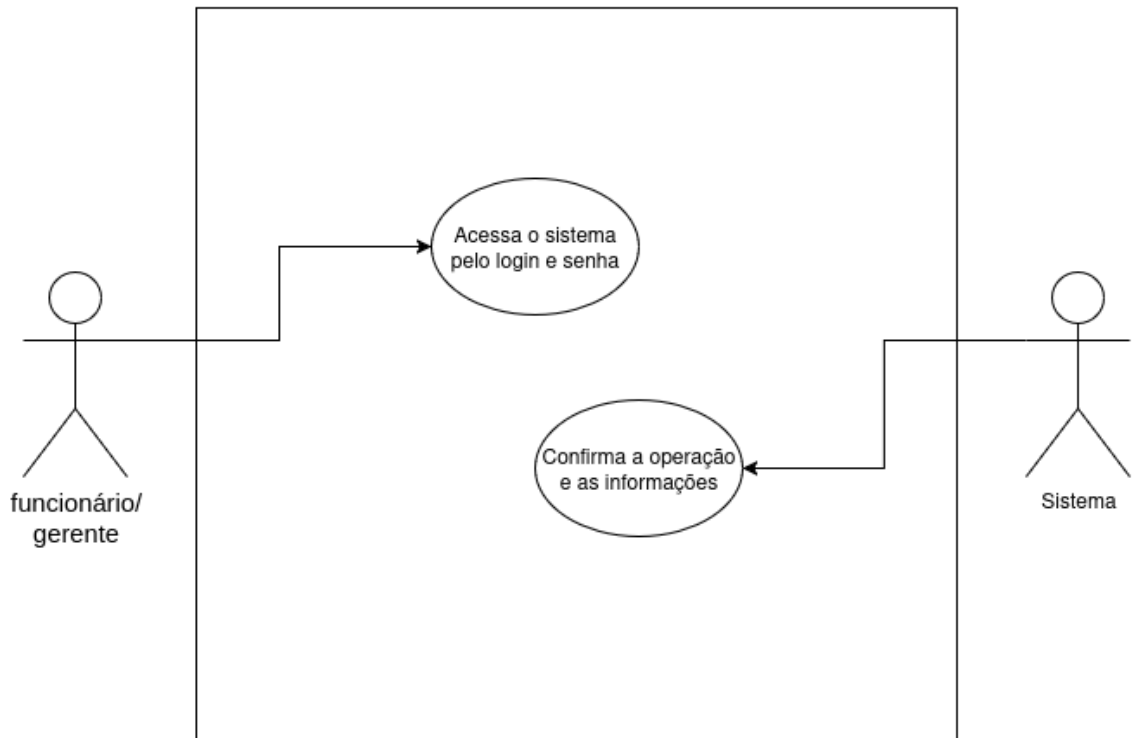 Acessa o sistema
pelo login e senha
Confirma a operação
e as informações
funcionário/
gerente
Sistema